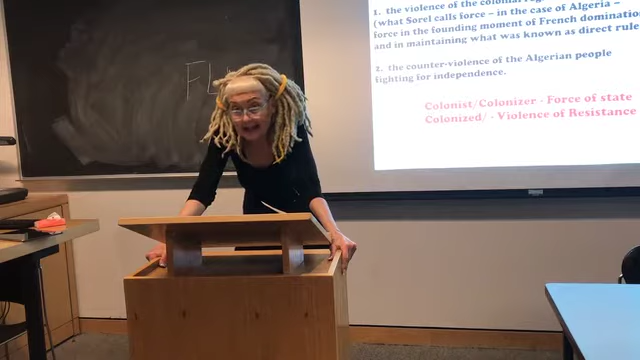 FL
1. the violence of the colonial
(what Sorel calls force – in the case of Algeria –
force in the founding moment of French domination
and in maintaining what was known as direct rule
2. the counter-violence of the Algerian people
fighting for independence.
Colonist/Colonizer - Force of state
Colonized/ - Violence of Resistance